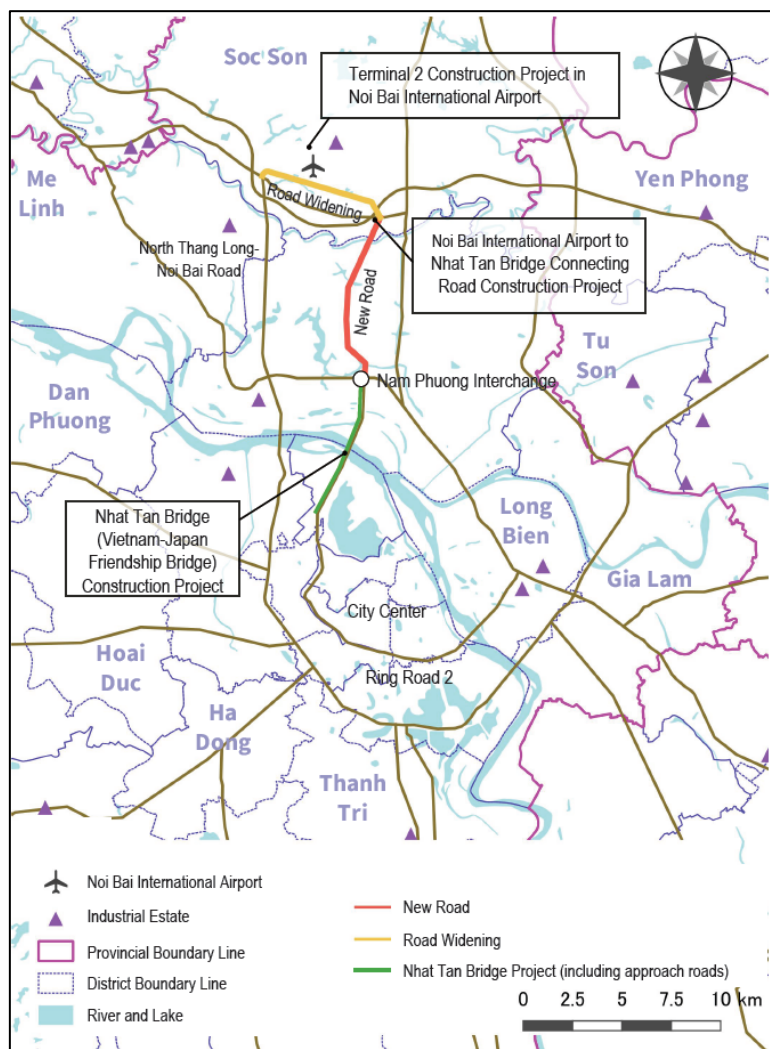 Soc Son
Terminal 2 Construction Project in
Noi Bai International Airport
Me
Linh
Road Widening
Yen Phong
North Thang Long-
Noi Bai Road
Noi Bai International Airport to
Nhat Tan Bridge Connecting
Road Construction Project
New Road
Tu
Son
Dan
Phuong
Nam Phuong Interchange
Nhat Tan Bridge
(Vietnam-Japan
Friendship Bridge)
Construction Project
Long
Bien
Gia Lam
City Center
Hoai
Duc
Ring Road 2
Ha
Dong
Thanh
Tri
Noi Bai International Airport
Industrial Estate
Provincial Boundary Line
District Boundary Line
River and Lake
New Road
Road Widening
Nhat Tan Bridge Project (including approach roads)
0 2.5 5 7.5 10 km